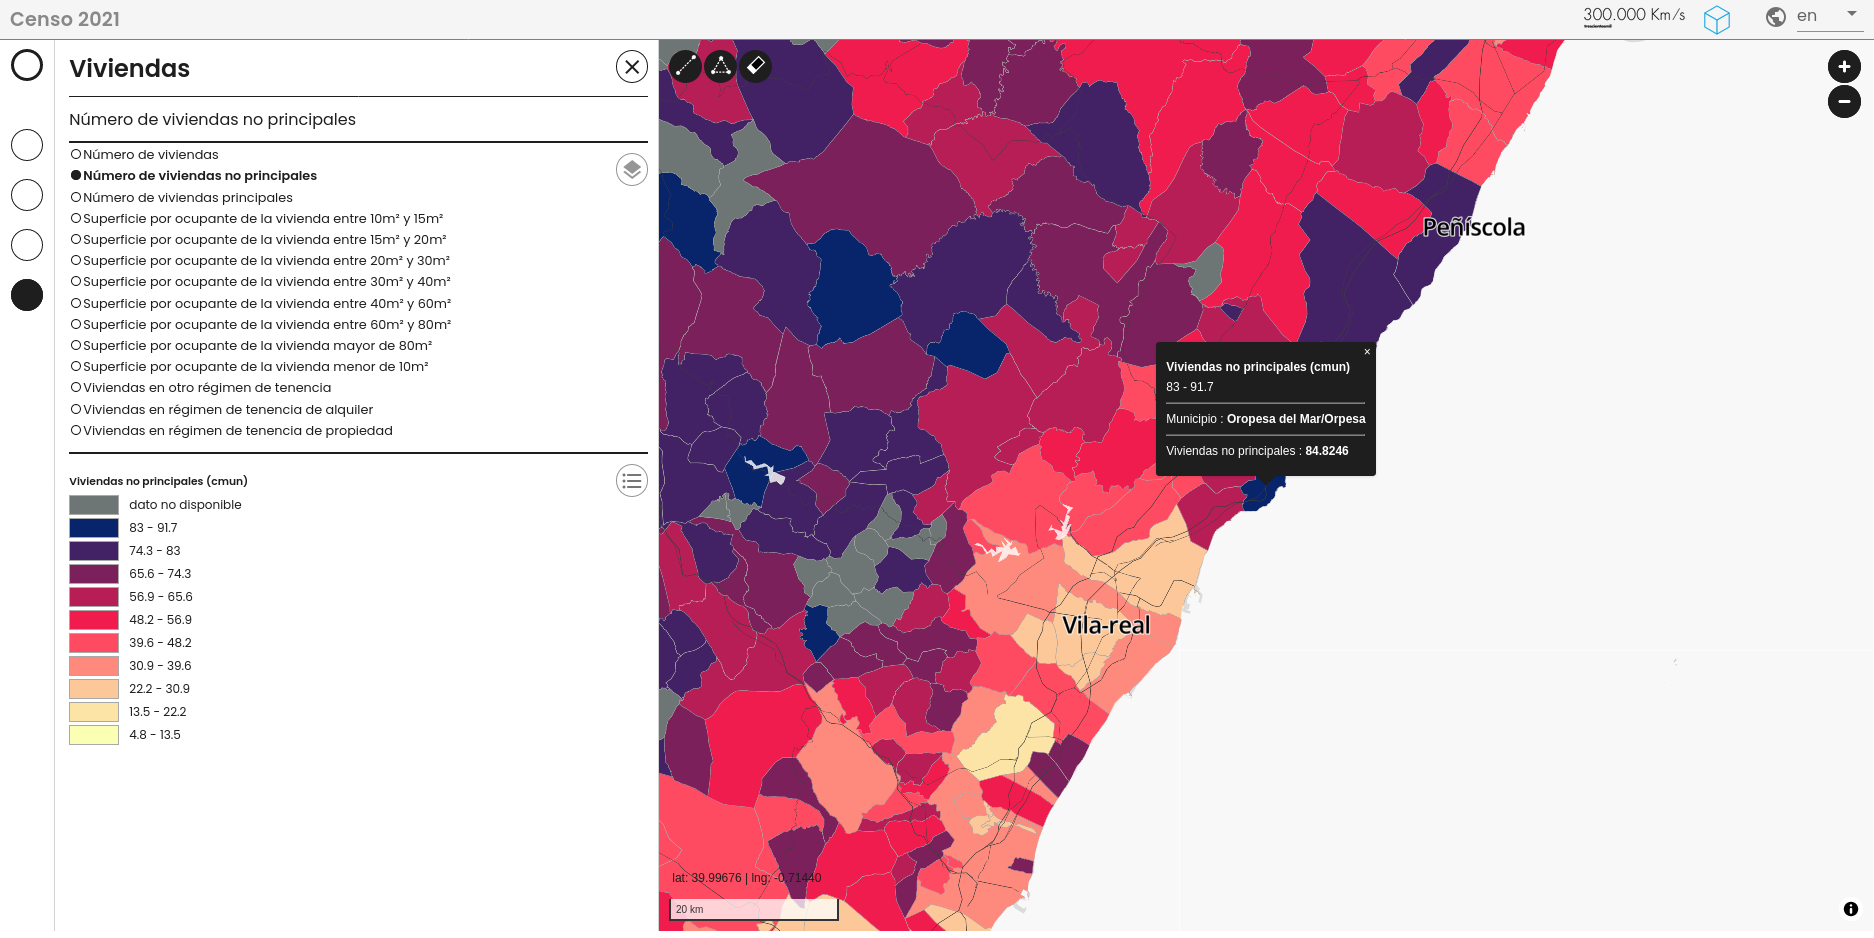 Censo 2021
300.000 Km/s
en
Viviendas
Número de viviendas no principales
Número de viviendas
Número de viviendas no principales
Número de viviendas principales
Superficie por ocupante de la vivienda entre 10m² y 15m²
Superficie por ocupante de la vivienda entre 15m² y 20m²
Superficie por ocupante de la vivienda entre 20m² y 30m²
Superficie por ocupante de la vivienda entre 30m² y 40m²
Superficie por ocupante de la vivienda entre 40m² y 60m²
Superficie por ocupante de la vivienda entre 60m² y 80m²
Superficie por ocupante de la vivienda mayor de 80m²
Superficie por ocupante de la vivienda menor de 10m²
Viviendas en otro régimen de tenencia
Viviendas en régimen de tenencia de alquiler
Viviendas en régimen de tenencia de propiedad
Viviendas no principales (cmun)
dato no disponible
83 - 91.7
74.3 - 83
65.6 - 74.3
56.9 - 65.6
48.2 - 56.9
39.6 - 48.2
30.9 - 39.6
22.2 - 30.9
13.5 - 22.2
4.8 - 13.5
Peñíscola
×
Viviendas no principales (cmun)
83 - 91.7
Municipio : Oropesa del Mar/Orpesa
Viviendas no principales : 84.8246
Vila-real
lat: 39.99676 | lng: -0.71440
20 km